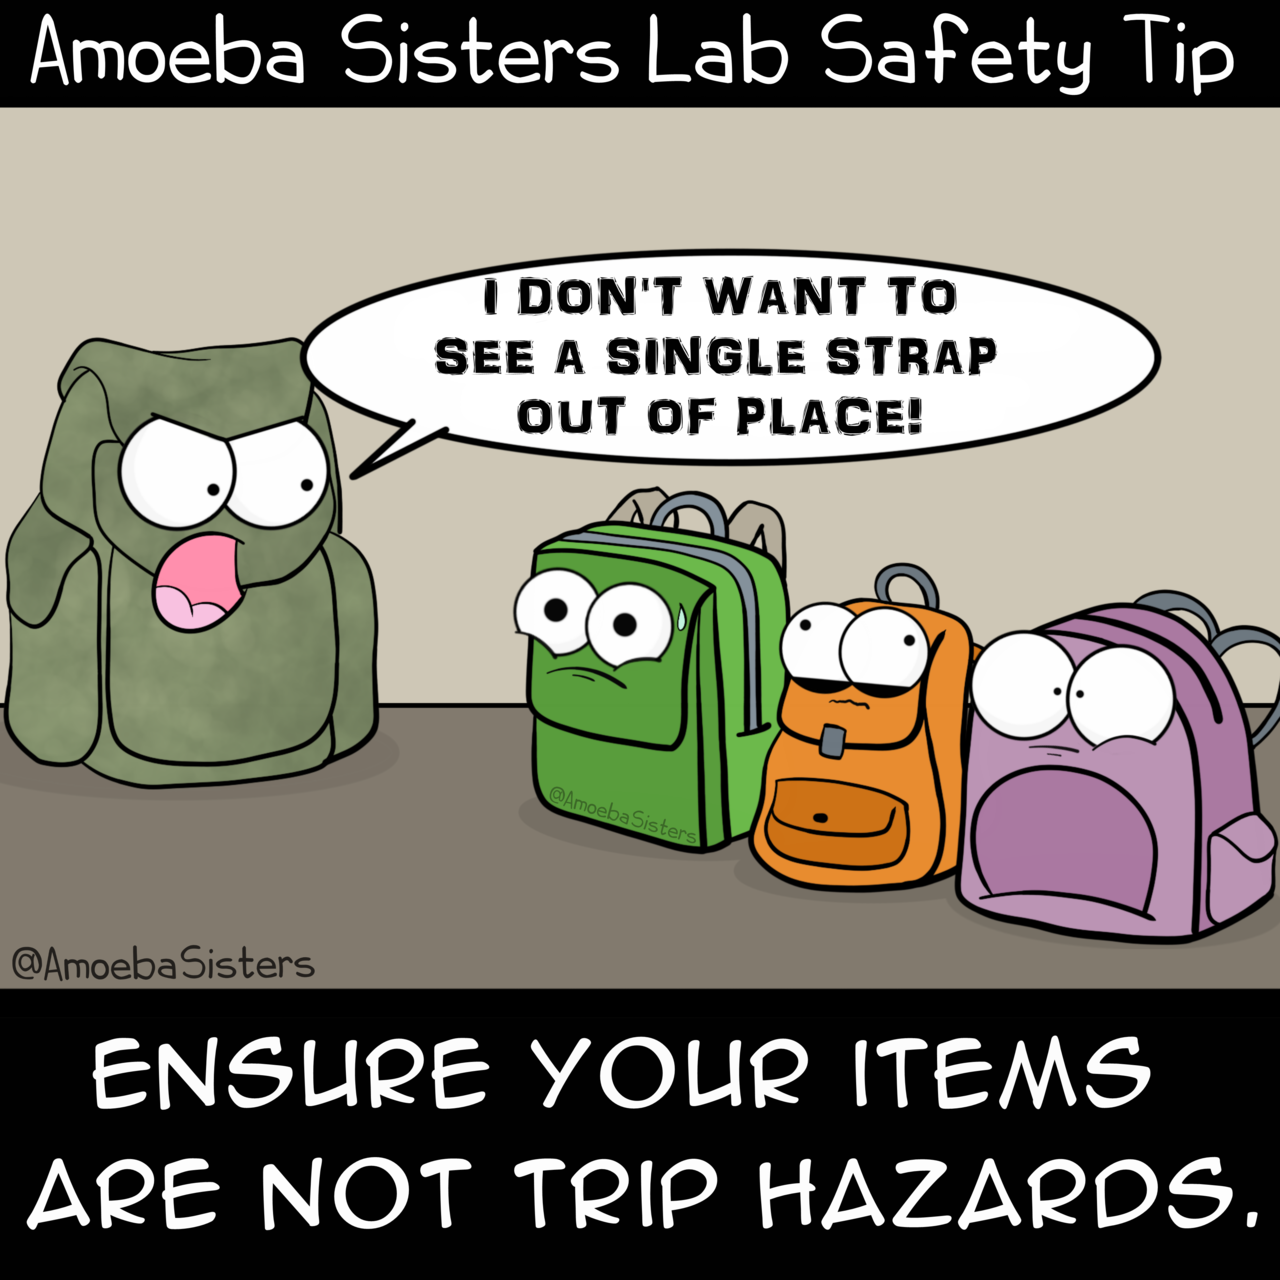 Amoeba Sisters Lab Safety Tip
I DON'T WANT TO
SEE A SINGLE STRAP
OUT OF PLACE!
@AmoebaSisters
@AmoebaSisters
ENSURE YOUR ITEMS
ARE NOT TRIP HAZARDS.